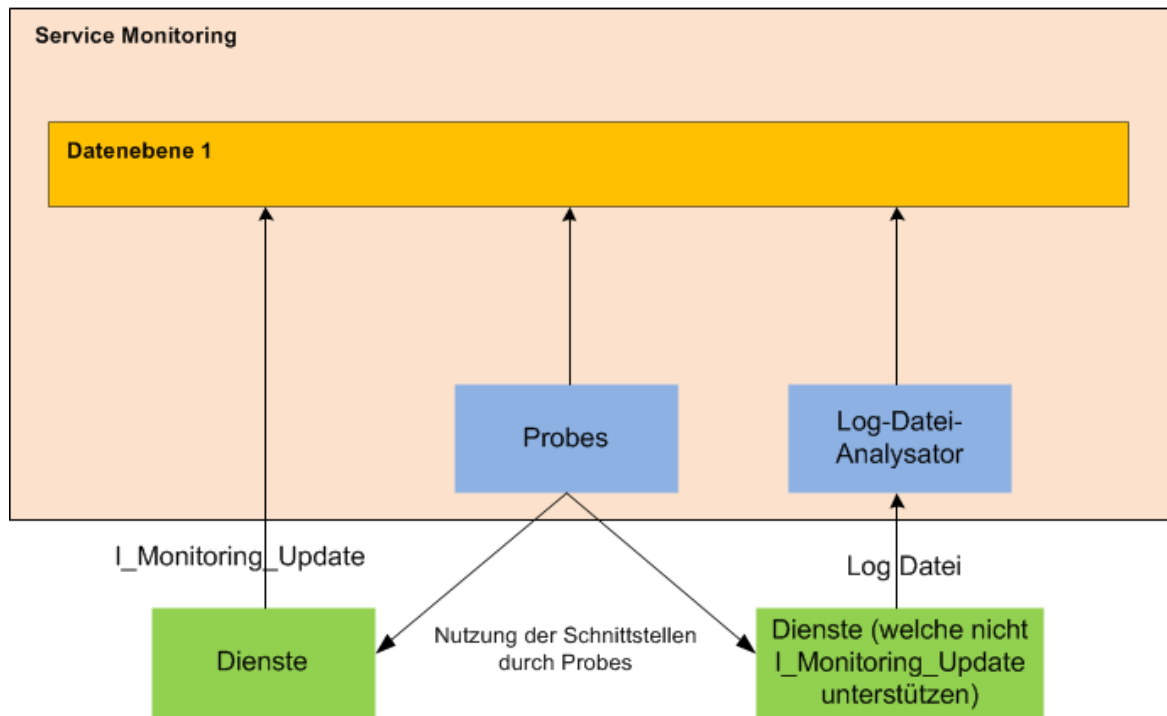 Service Monitoring
Datenebene 1
Probes
Log-Datei-
Analysator
I_Monitoring_Update
Log Datei
Dienste
Nutzung der Schnittstellen
durch Probes
Dienste (welche nicht
I_Monitoring_Update
unterstützen)